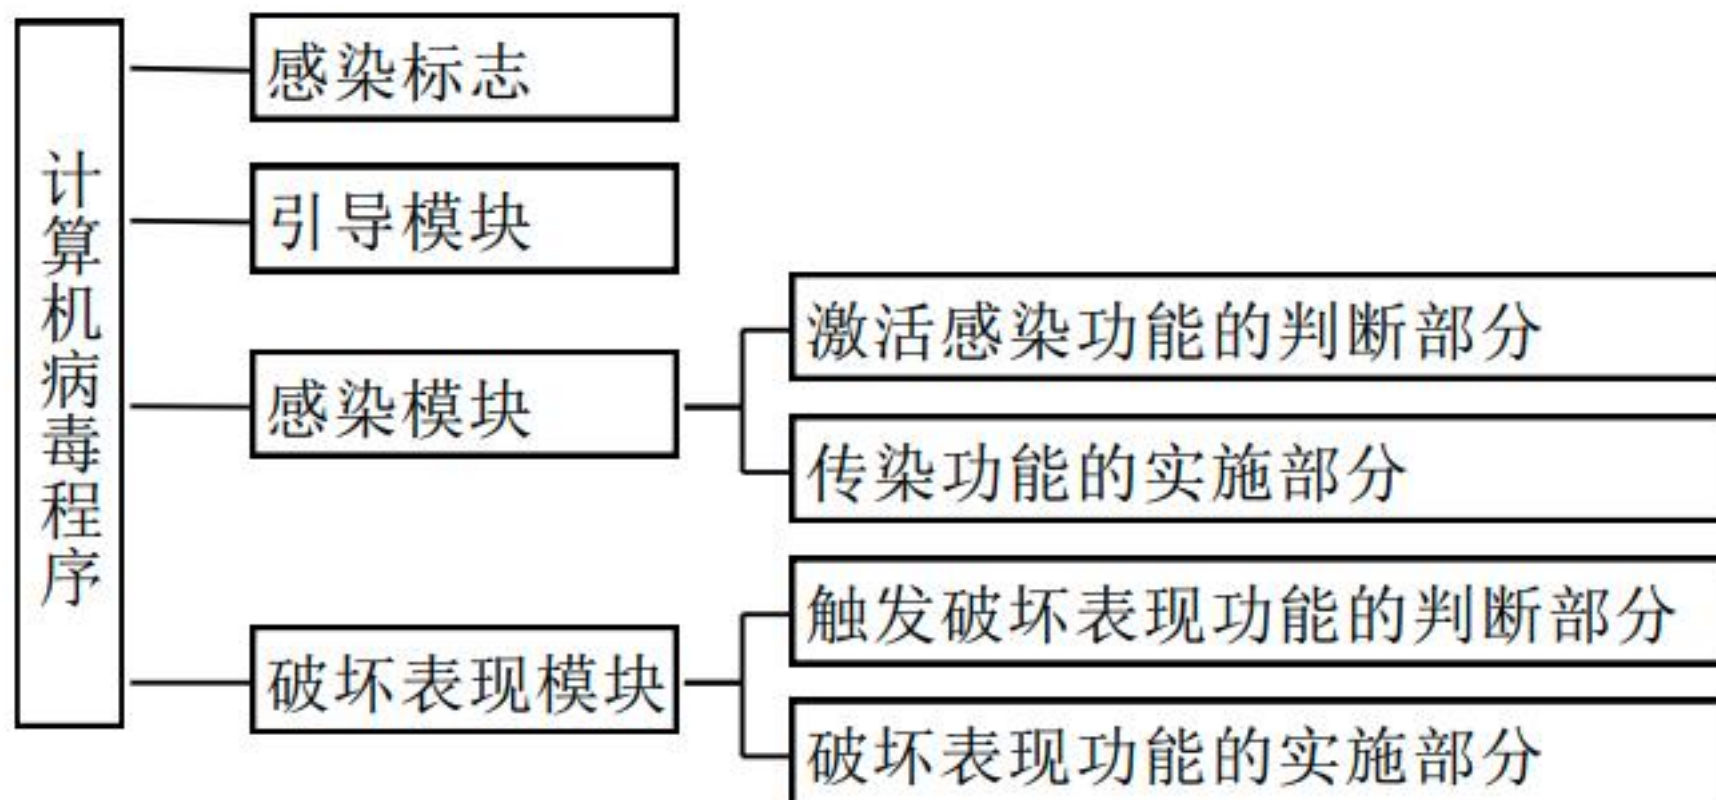 计算机病毒程序
感染标志
引导模块
感染模块
激活感染功能的判断部分
传染功能的实施部分
破坏表现模块
触发破坏表现功能的判断部分
破坏表现功能的实施部分